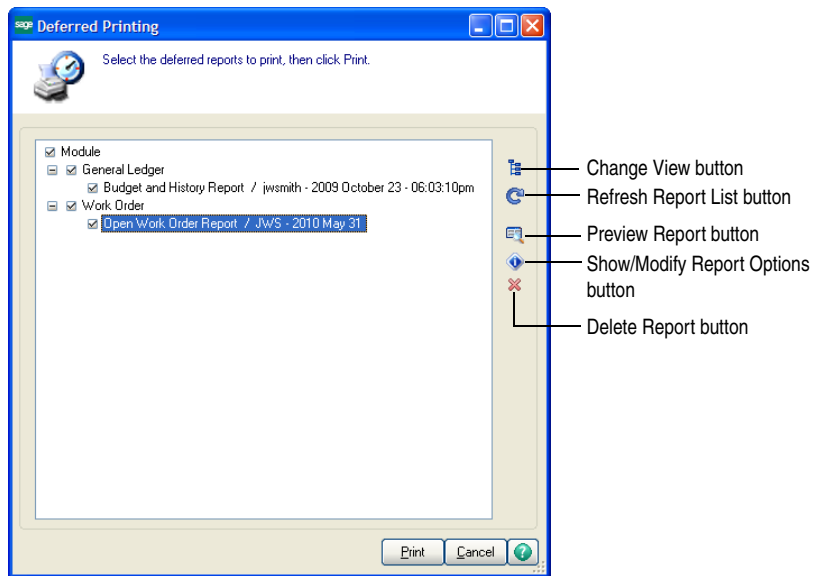 sage Deferred Printing
Select the deferred reports to print, then click Print.
Module
General Ledger
Budget and History Report / jwsmith - 2009 October 23 - 06:03:10pm
Work Order
Open Work Order Report / JWS - 2010 May 31
Change View button
Refresh Report List button
Preview Report button
Show/Modify Report Options
button
Delete Report button
Print Cancel ?